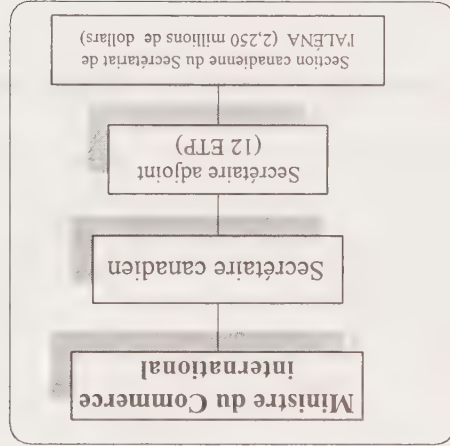 Ministre du Commerce
international
Secrétaire canadien
Secrétaire adjoint
(12 ETP)
Section canadienne du Secrétariat de
l'ALÉNA (2,250 millions de dollars)